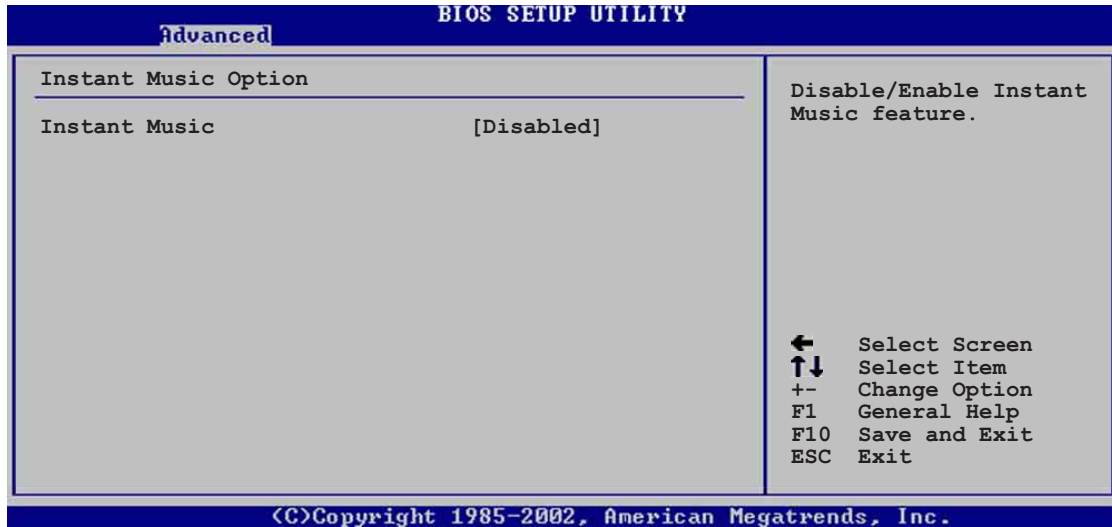 BIOS SETUP UTILITY
Advanced
Instant Music Option
Instant Music [Disabled]
Disable/Enable Instant
Music feature.
← Select Screen
↑↓ Select Item
+- Change Option
F1 General Help
F10 Save and Exit
ESC Exit
(C)Copyright 1985-2002, American Megatrends, Inc.